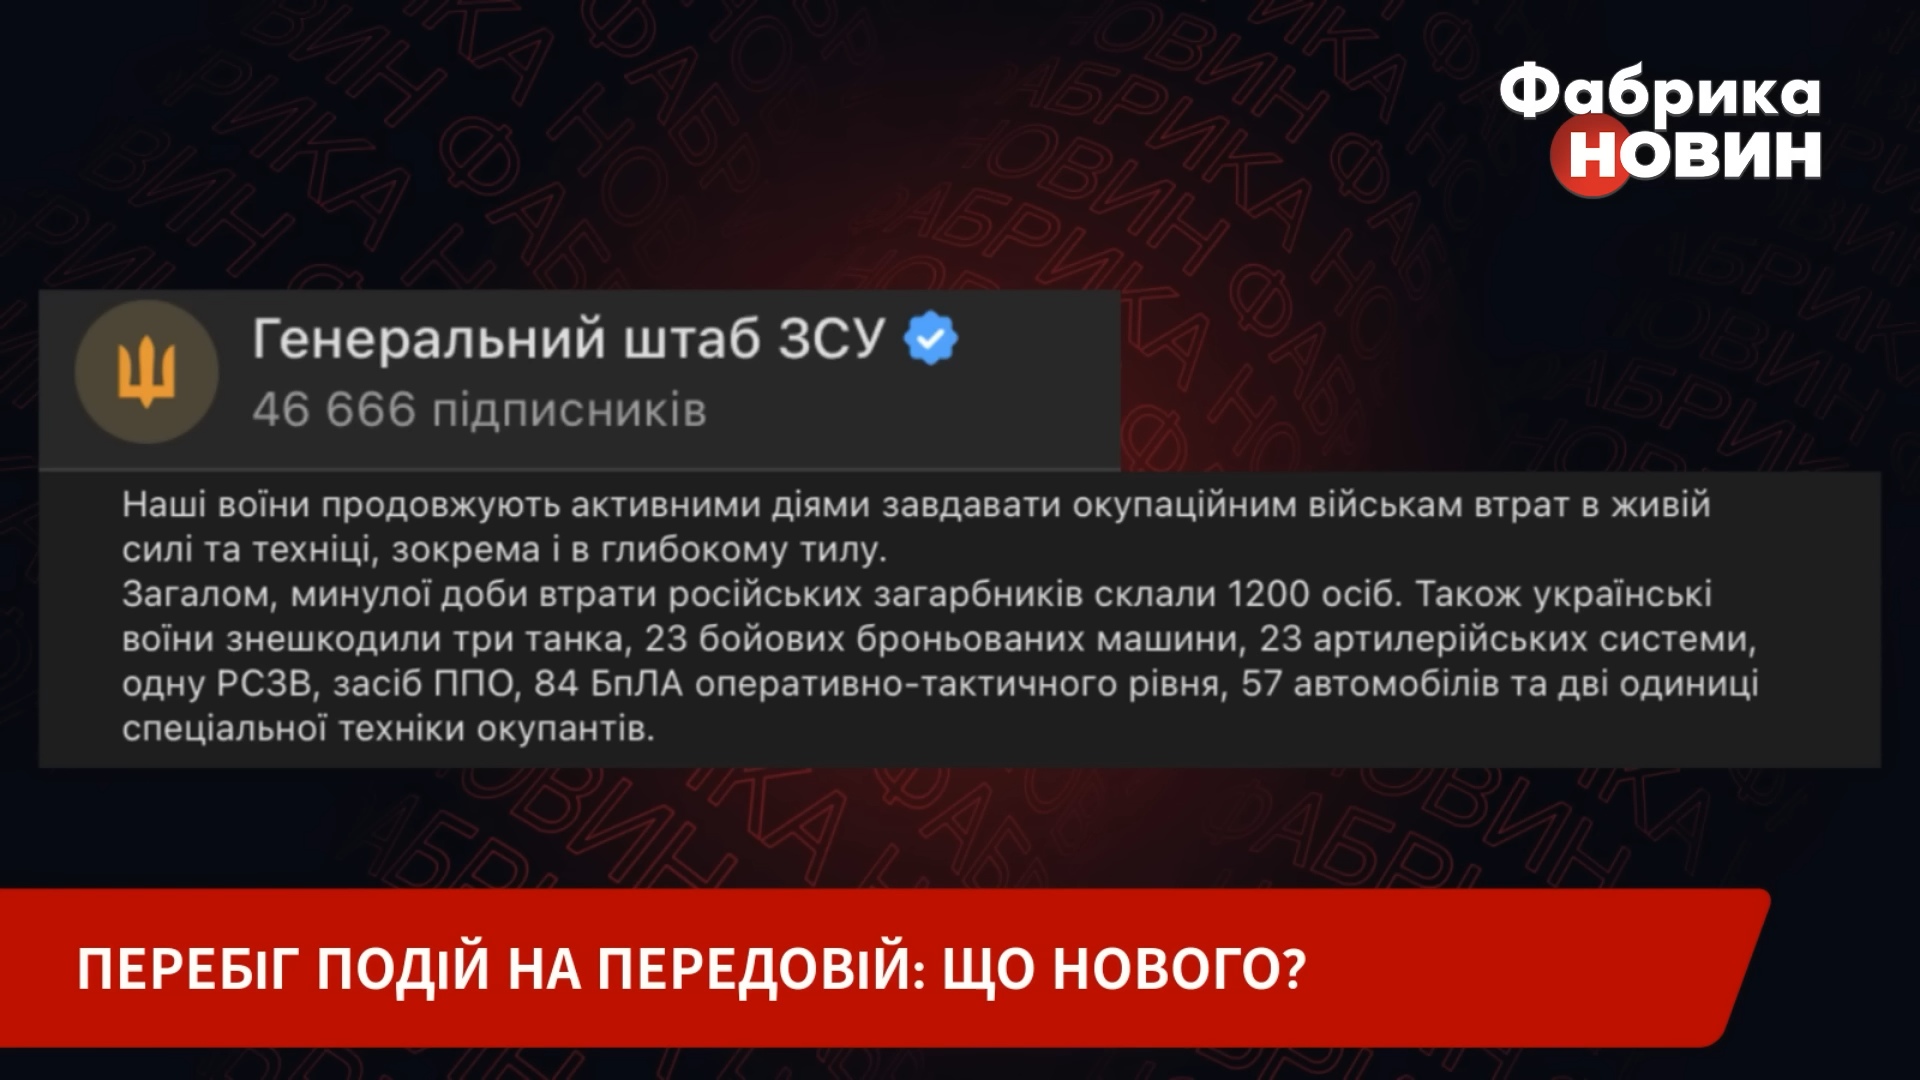 Фабрика
новин
Генеральний штаб ЗСУ
46 666 підписників
Наші воїни продовжують активними діями завдавати окупаційним військам втрат в живій
силі та техніці, зокрема і в глибокому тилу.
Загалом, минулої доби втрати російських загарбників склали 1200 осіб. Також українські
воїни знешкодили три танка, 23 бойових броньованих машини, 23 артилерійських системи,
одну РСЗВ, засіб ППО, 84 БпЛА оперативно-тактичного рівня, 57 автомобілів та дві одиниці
спеціальної техніки окупантів.
ПЕРЕБІГ ПОДІЙ НА ПЕРЕДОВІЙ: ЩО НОВОГО?